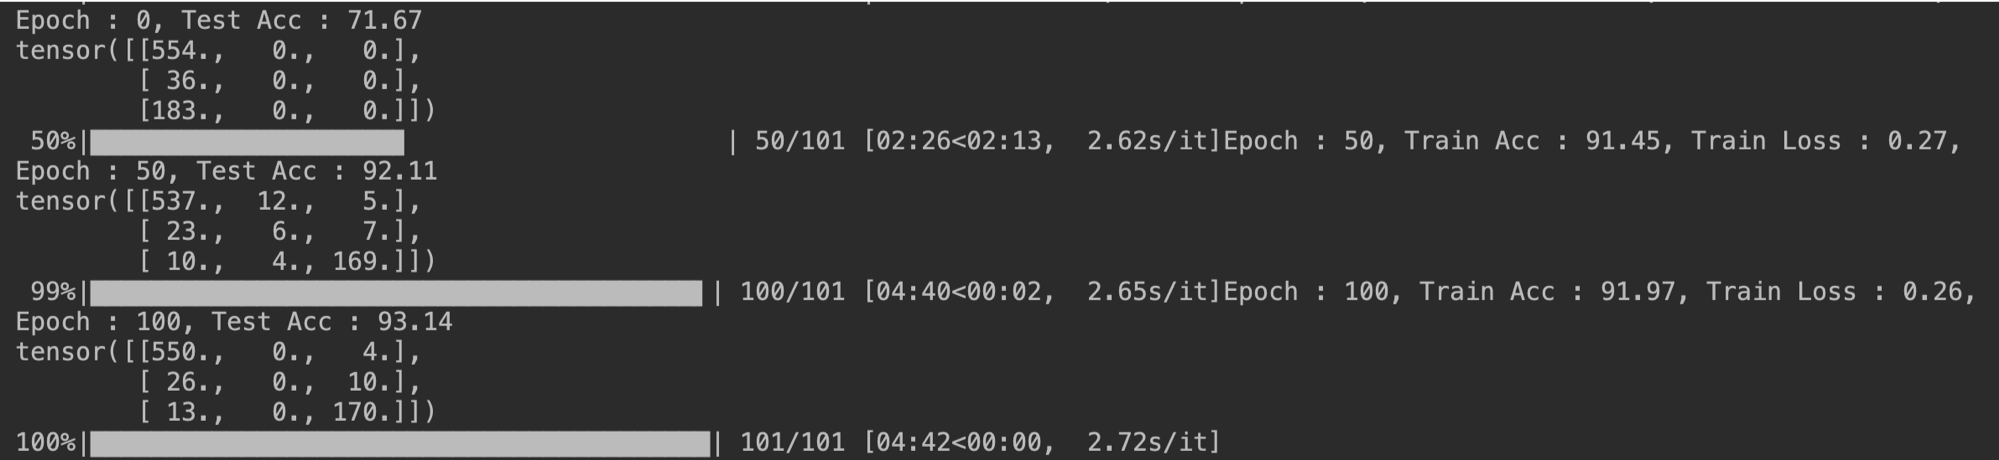 Epoch : 0, Test Acc : 71.67
tensor([[554.,   0.,   0.],
        [ 36.,   0.,   0.],
        [183.,   0.,   0.]])
 50%|                    | 50/101 [02:26<02:13,  2.62s/it]Epoch : 50, Train Acc : 91.45, Train Loss : 0.27,
Epoch : 50, Test Acc : 92.11
tensor([[537.,  12.,   5.],
        [ 23.,   6.,   7.],
        [ 10.,   4., 169.]])
 99%|                    | 100/101 [04:40<00:02,  2.65s/it]Epoch : 100, Train Acc : 91.97, Train Loss : 0.26,
Epoch : 100, Test Acc : 93.14
tensor([[550.,   0.,   4.],
        [ 26.,   0.,  10.],
        [ 13.,   0., 170.]])
100%|                    | 101/101 [04:42<00:00,  2.72s/it]